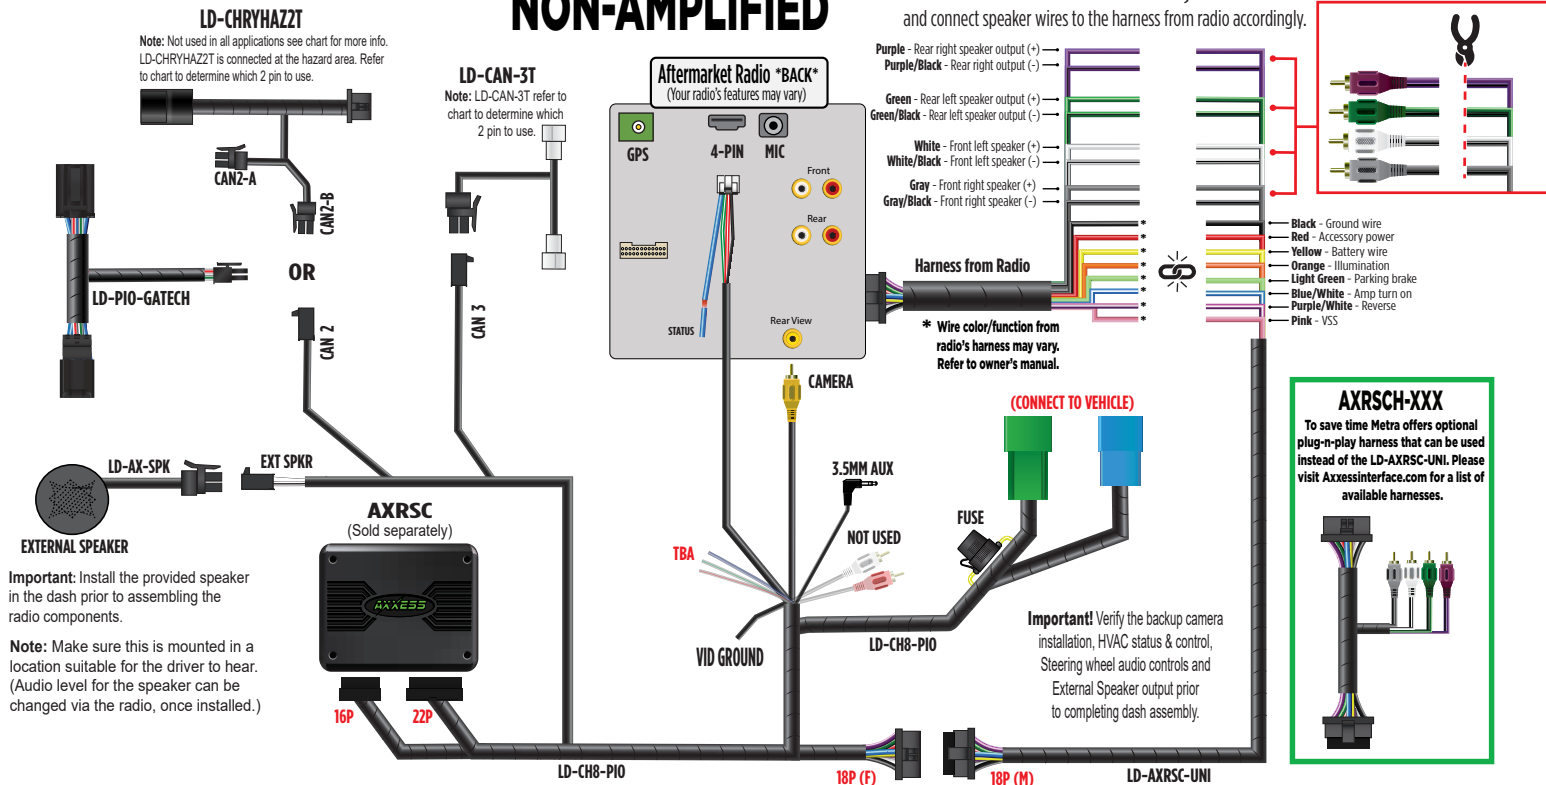 NON-AMPLIFIED
and connect speaker wires to the harness from radio accordingly.
LD-CHRYHAZ2T
Note: Not used in all applications see chart for more info.
LD-CHRYHAZ2T is connected at the hazard area. Refer
to chart to determine which 2 pin to use.
CAN2-A
CAN2-B
LD-CAN-3T
Note: LD-CAN-3T refer to
chart to determine which
2 pin to use.
LD-PIO-GATECH
OR
CAN 2
CAN 3
Aftermarket Radio *BACK*
(Your radio's features may vary)
GPS
4-PIN
MIC
Front
Rear
STATUS
Rear View
CAMERA
Purple - Rear right speaker output (+)
Purple/Black - Rear right output (-)
Green - Rear left speaker output (+)
Green/Black - Rear left speaker output (-)
White - Front left speaker (+)
White/Black - Front left speaker (-)
Gray - Front right speaker (+)
Gray/Black - Front right speaker (-)
Harness from Radio
*
*
*
*
*
*
*
*
* Wire color/function from
radio's harness may vary.
Refer to owner's manual.
Black - Ground wire
Red - Accessory power
Yellow - Battery wire
Orange - Illumination
Light Green - Parking brake
Blue/White - Amp turn on
Purple/White - Reverse
Pink - VSS
(CONNECT TO VEHICLE)
AXRSCH-XXX
To save time Metra offers optional
plug-n-play harness that can be used
instead of the LD-AXRSC-UNI. Please
visit Axxessinterface.com for a list of
available harnesses.
LD-AX-SPK
EXT SPKR
EXTERNAL SPEAKER
Important: Install the provided speaker
in the dash prior to assembling the
radio components.
Note: Make sure this is mounted in a
location suitable for the driver to hear.
(Audio level for the speaker can be
changed via the radio, once installed.)
AXRSC
(Sold separately)
AXXESS
16P
22P
3.5MM AUX
TBA
NOT USED
FUSE
VID GROUND
LD-CH8-PIO
Important! Verify the backup camera
installation, HVAC status & control,
Steering wheel audio controls and
External Speaker output prior
to completing dash assembly.
LD-CH8-PIO
18P (F)
18P (M)
LD-AXRSC-UNI